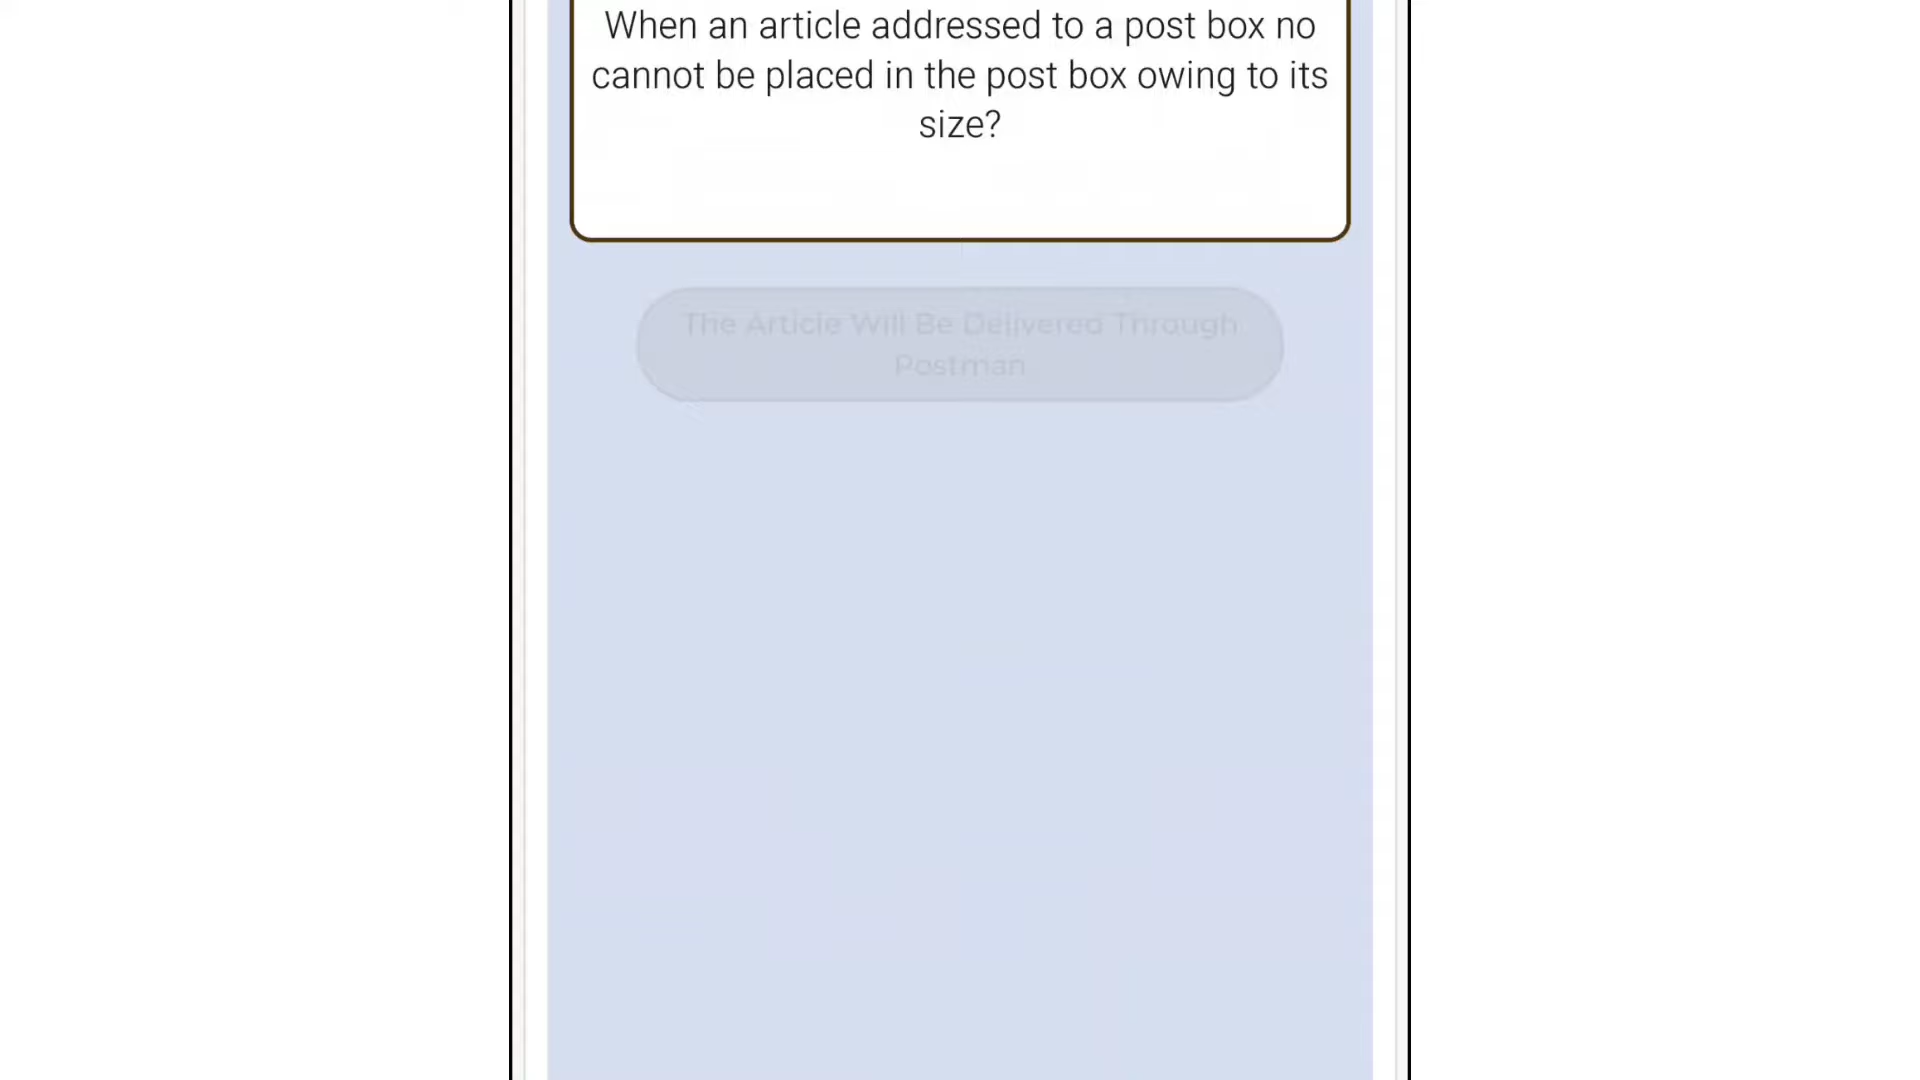 When an article addressed to a post box no
cannot be placed in the post box owing to its
size?
The Article Will Be Delivered Through
Postman